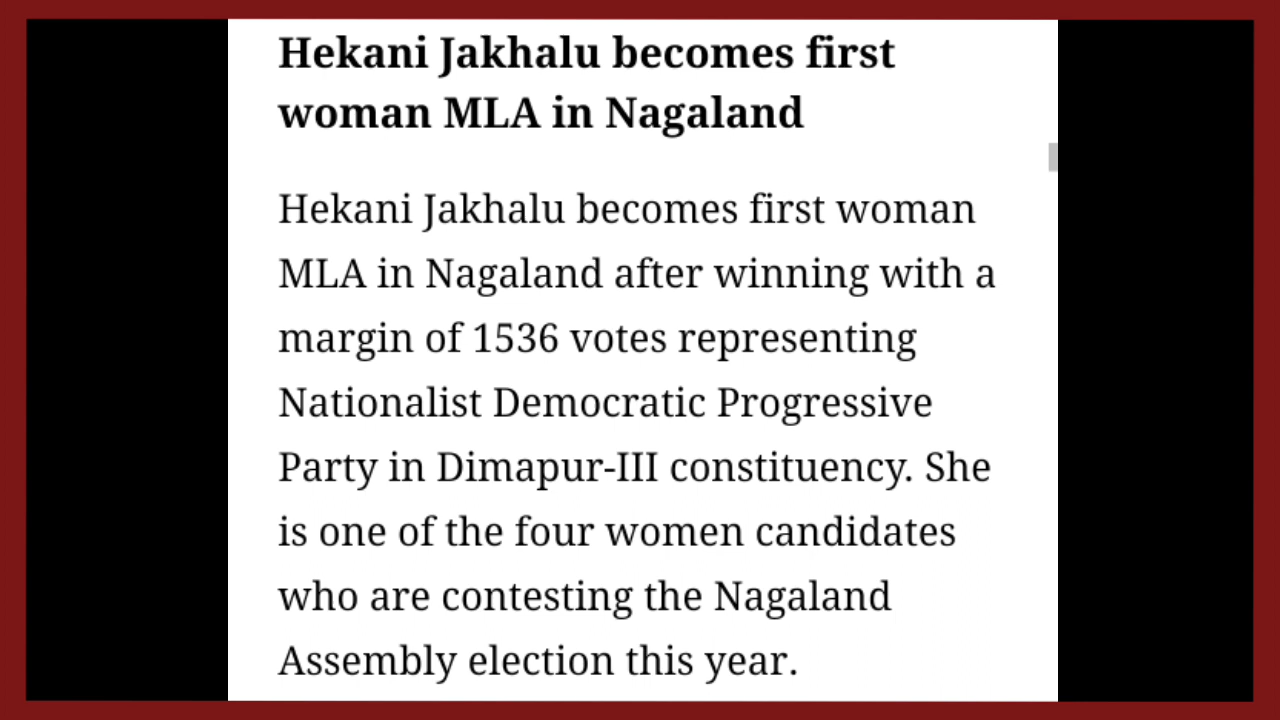 Hekani Jakhalu becomes first
woman MLA in Nagaland
Hekani Jakhalu becomes first woman
MLA in Nagaland after winning with a
margin of 1536 votes representing
Nationalist Democratic Progressive
Party in Dimapur-III constituency. She
is one of the four women candidates
who are contesting the Nagaland
Assembly election this year.